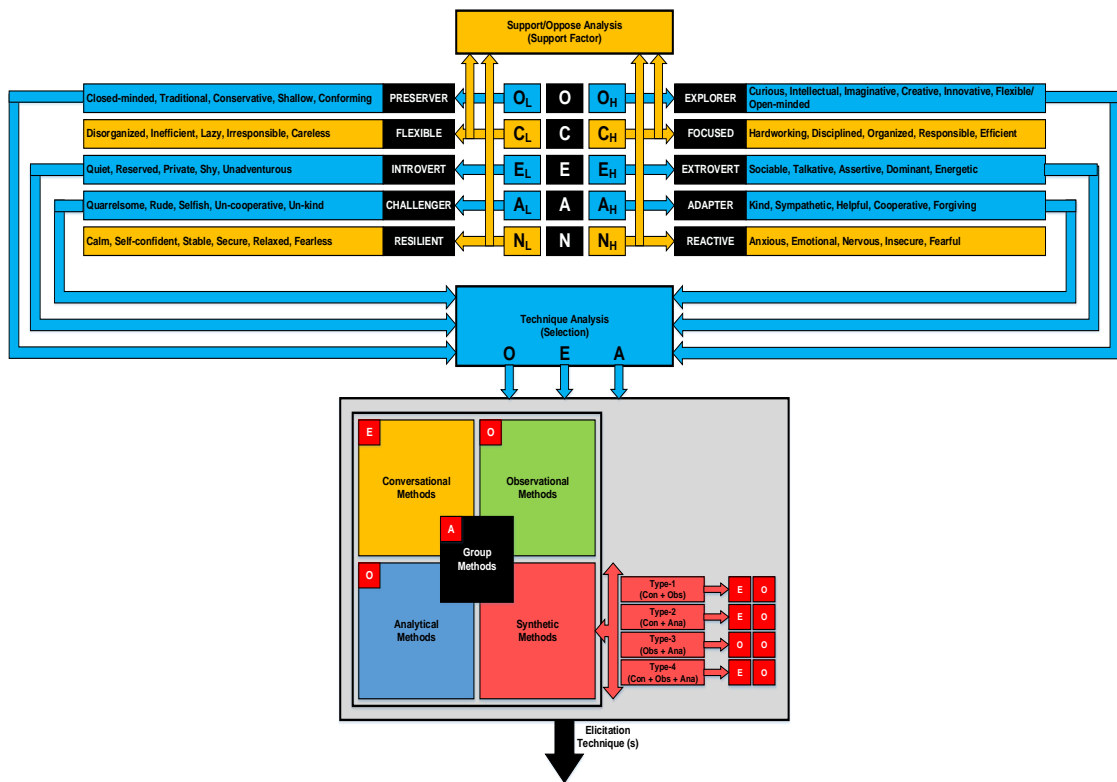 Support/Oppose Analysis
(Support Factor)
Closed-minded, Traditional, Conservative, Shallow, Conforming
PRESERVER
OL
O
OH
EXPLORER
Curious, Intellectual, Imaginative, Creative, Innovative, Flexible/
Open-minded
Disorganized, Inefficient, Lazy, Irresponsible, Careless
FLEXIBLE
CL
C
CH
FOCUSED
Hardworking, Disciplined, Organized, Responsible, Efficient
Quiet, Reserved, Private, Shy, Unadventurous
INTROVERT
EL
E
EH
EXTROVERT
Sociable, Talkative, Assertive, Dominant, Energetic
Quarrelsome, Rude, Selfish, Un-cooperative, Un-kind
CHALLENGER
AL
A
AH
ADAPTER
Kind, Sympathetic, Helpful, Cooperative, Forgiving
Calm, Self-confident, Stable, Secure, Relaxed, Fearless
RESILIENT
NL
N
NH
REACTIVE
Anxious, Emotional, Nervous, Insecure, Fearful
Technique Analysis
(Selection)
O E A
E
Conversational
Methods
O
Observational
Methods
A
Group
Methods
O
Analytical
Methods
Synthetic
Methods
Type-1
(Con + Obs)
E O
Type-2
(Con + Ana)
E O
Type-3
(Obs + Ana)
O O
Type-4
(Con + Obs + Ana)
E O
Elicitation
Technique (s)